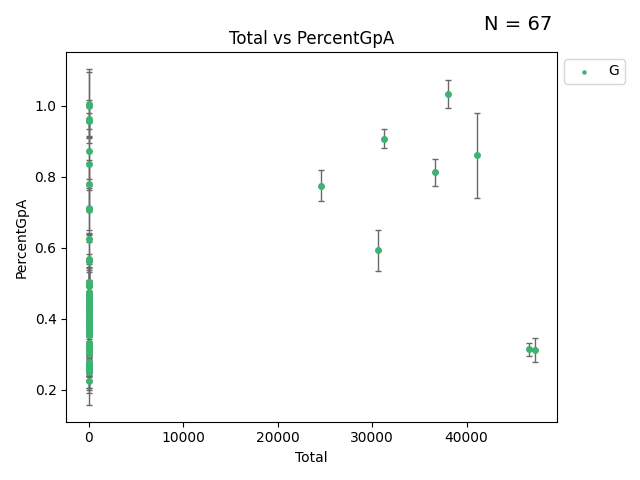 N = 67
Total vs PercentGpA
G
PercentGpA
1.0
0.8
0.6
0.4
0.2
0 10000 20000 30000 40000
Total